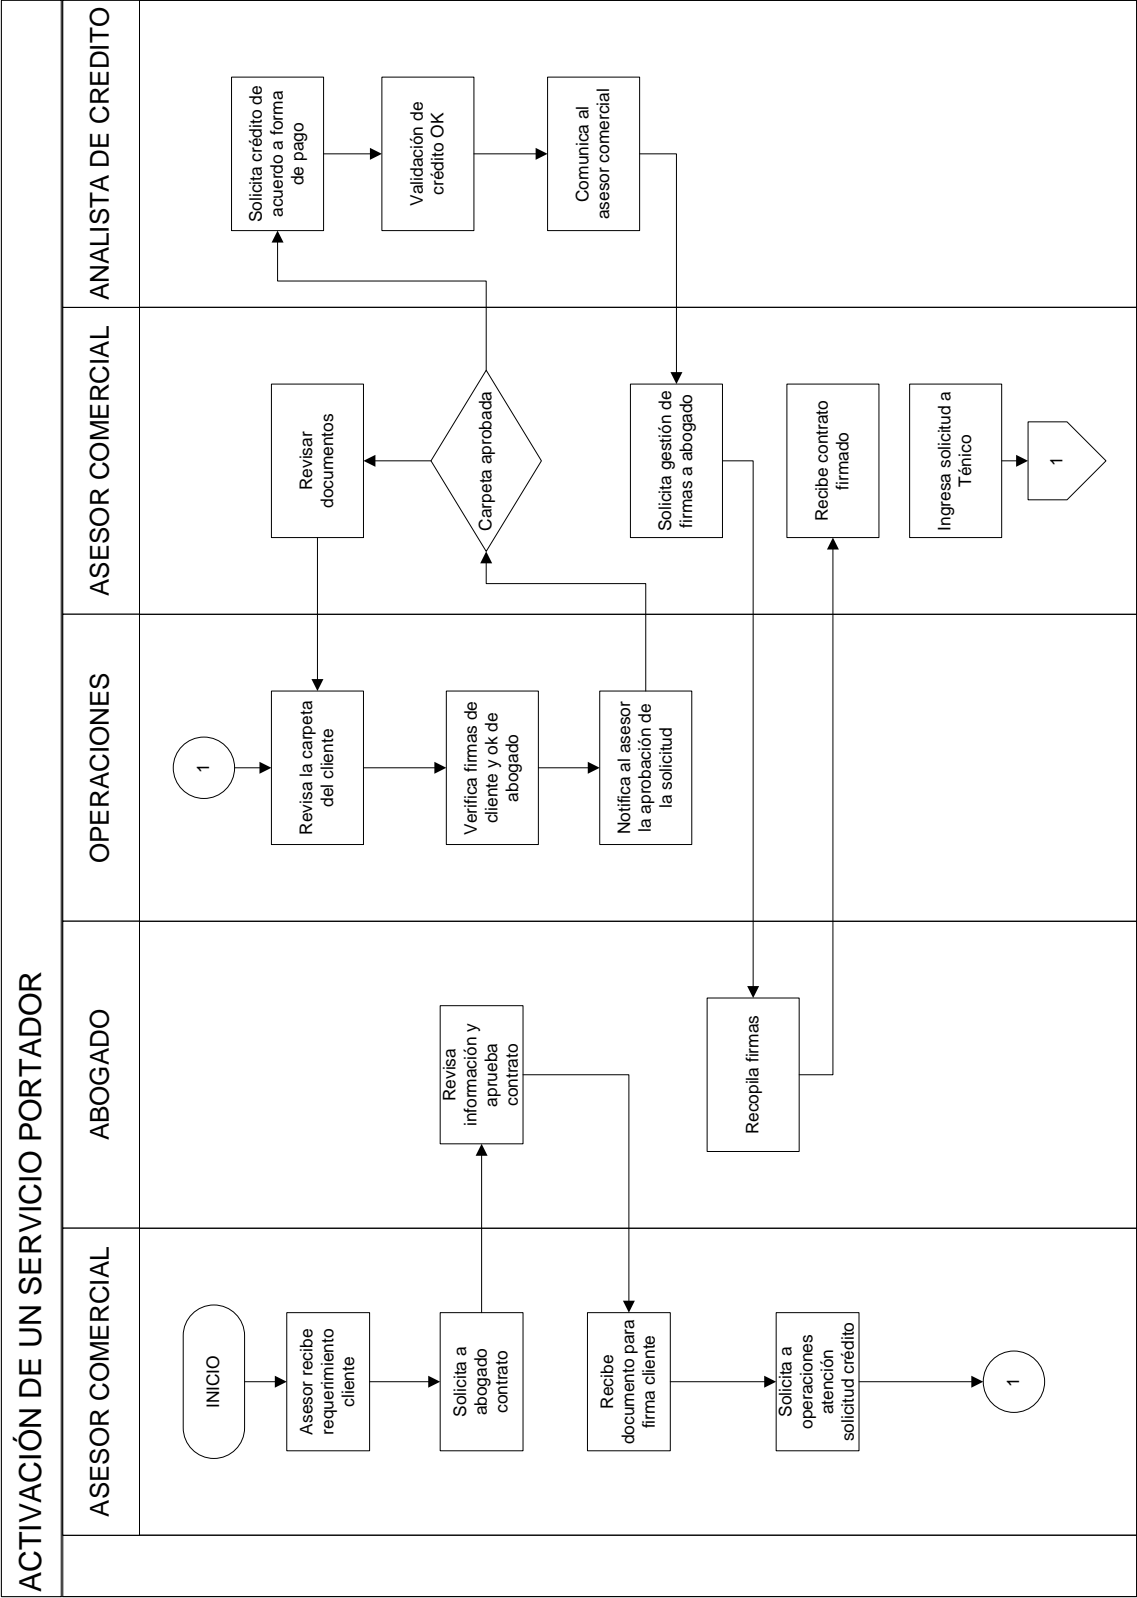 ACTIVACIÓN DE UN SERVICIO PORTADOR
ASESOR COMERCIAL
ABOGADO
OPERACIONES
ASESOR COMERCIAL
ANALISTA DE CREDITO
INICIO
Asesor recibe
requerimiento
cliente
Solicita a
abogado
contrato
Recibe
documento para
firma cliente
Solicita a
operaciones
atención
solicitud crédito
1
Revisa
información y
aprueba
contrato
Recopila firmas
1
Revisa la carpeta
del cliente
Verifica firmas de
cliente y ok de
abogado
Notifica al asesor
la aprobación de
la solicitud
Revisar
documentos
Carpeta aprobada
Solicita gestión de
firmas a abogado
Recibe contrato
firmado
Ingresa solicitud a
Ténico
1
Solicita crédito de
acuerdo a forma
de pago
Validación de
crédito OK
Comunica al
asesor comercial